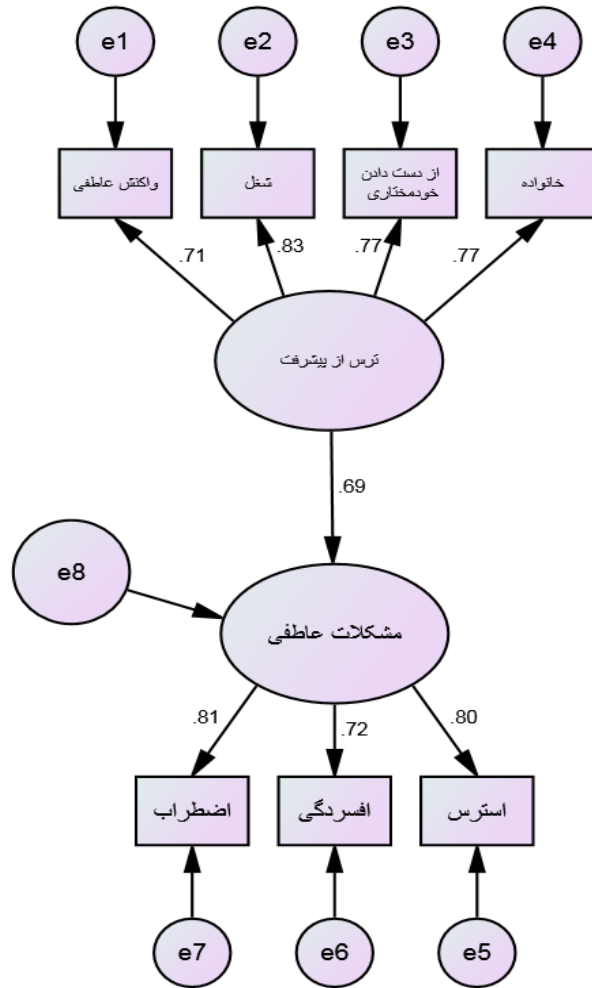 e1
e2
e3
e4
واکنش عاطفی
شغل
از دست دادن
خودمختاری
خانواده
.71
.83
.77
.77
ترس از پیشرفت
.69
e8
مشکلات عاطفی
.81
.72
.80
اضطراب
افسردگی
استرس
e7
e6
e5